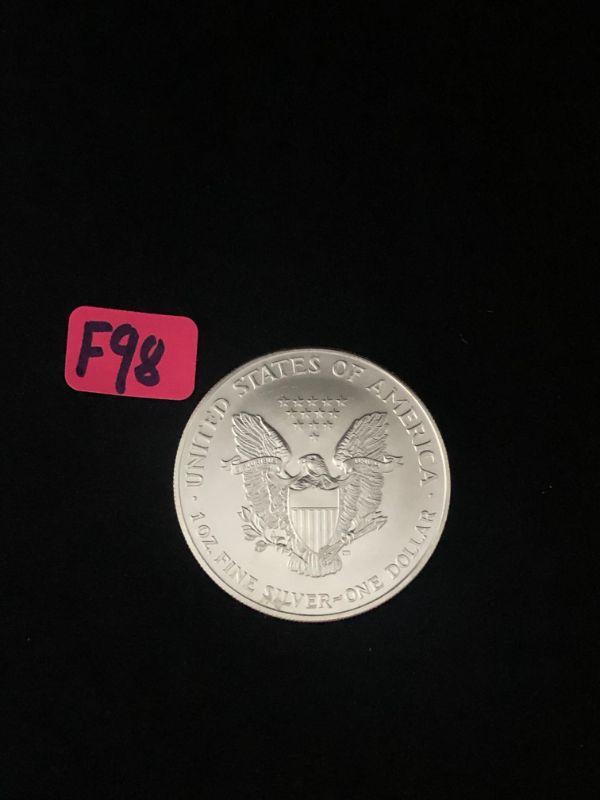 F98
· UNITED STATES OF AMERICA ·
1 OZ. FINE SILVER~ONE DOLLAR